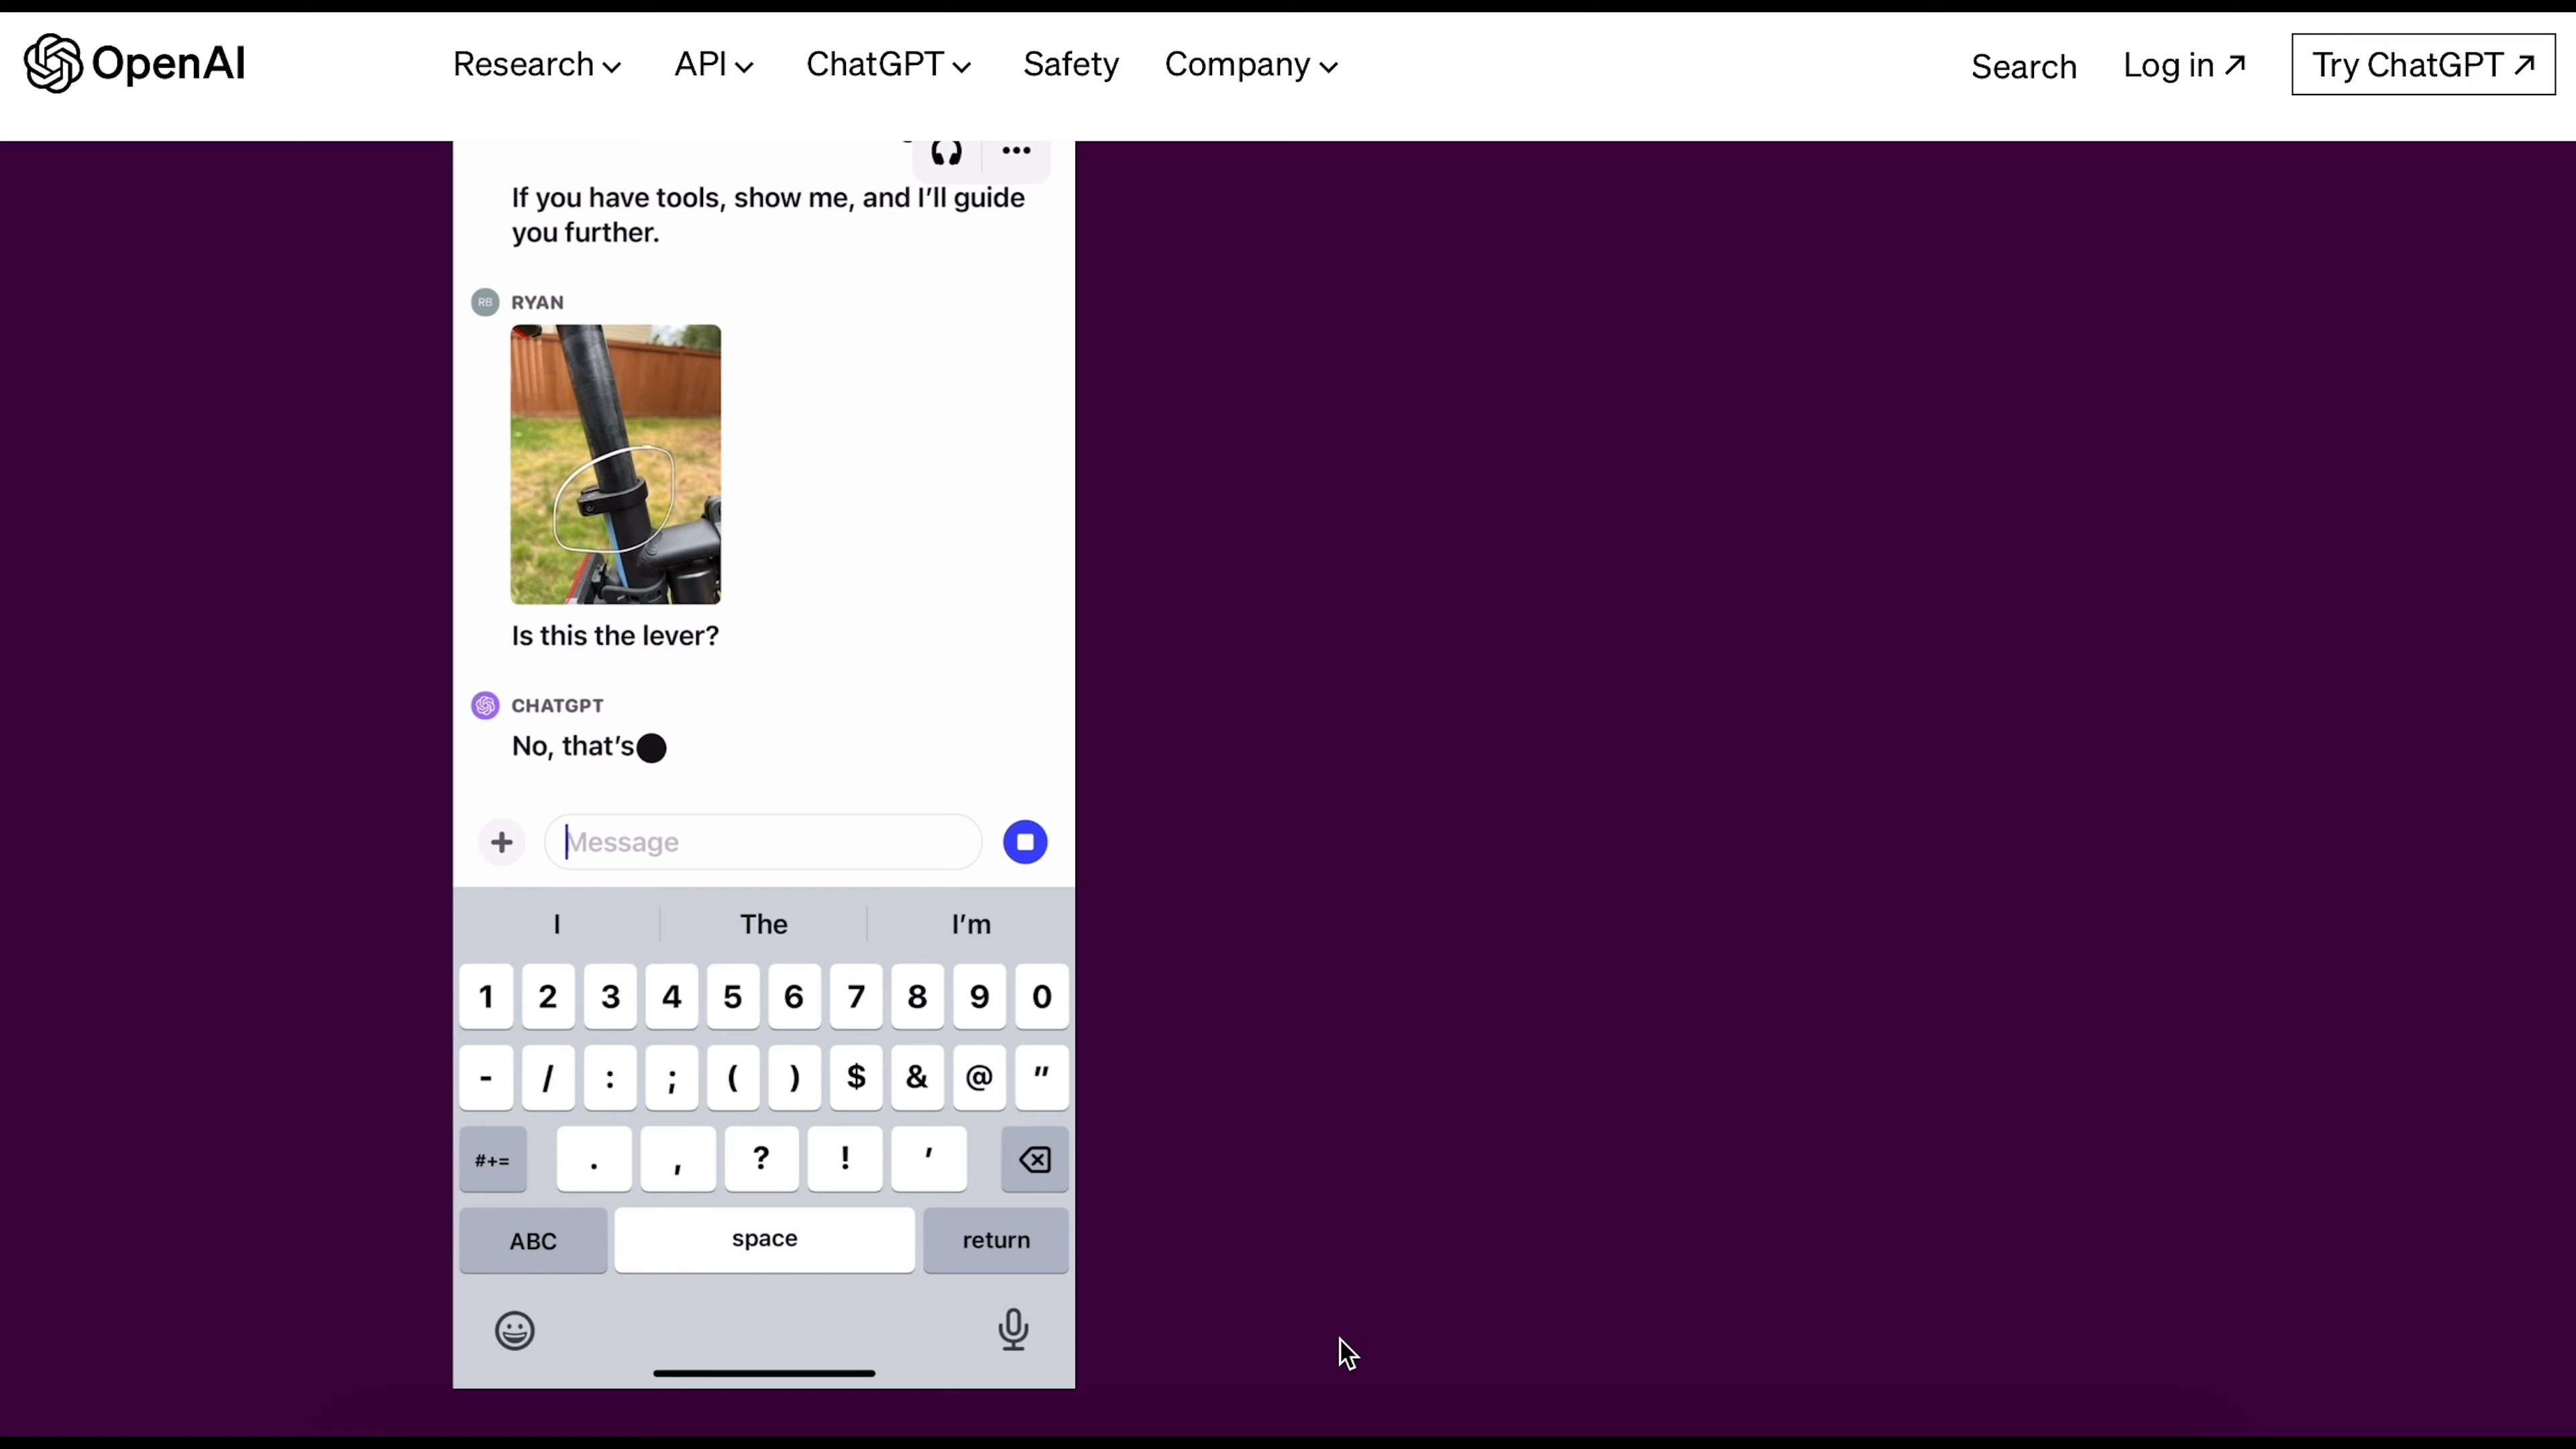 OpenAI
Research
API
ChatGPT
Safety
Company
Search
Log in
Try ChatGPT
If you have tools, show me, and I'll guide
you further.
RB
RYAN
Is this the lever?
CHATGPT
No, that's
Message
I
The
I'm
1 2 3 4 5 6 7 8 9 0
- / : ; ( ) $ & @ "
#+= . , ? ! '
ABC space return